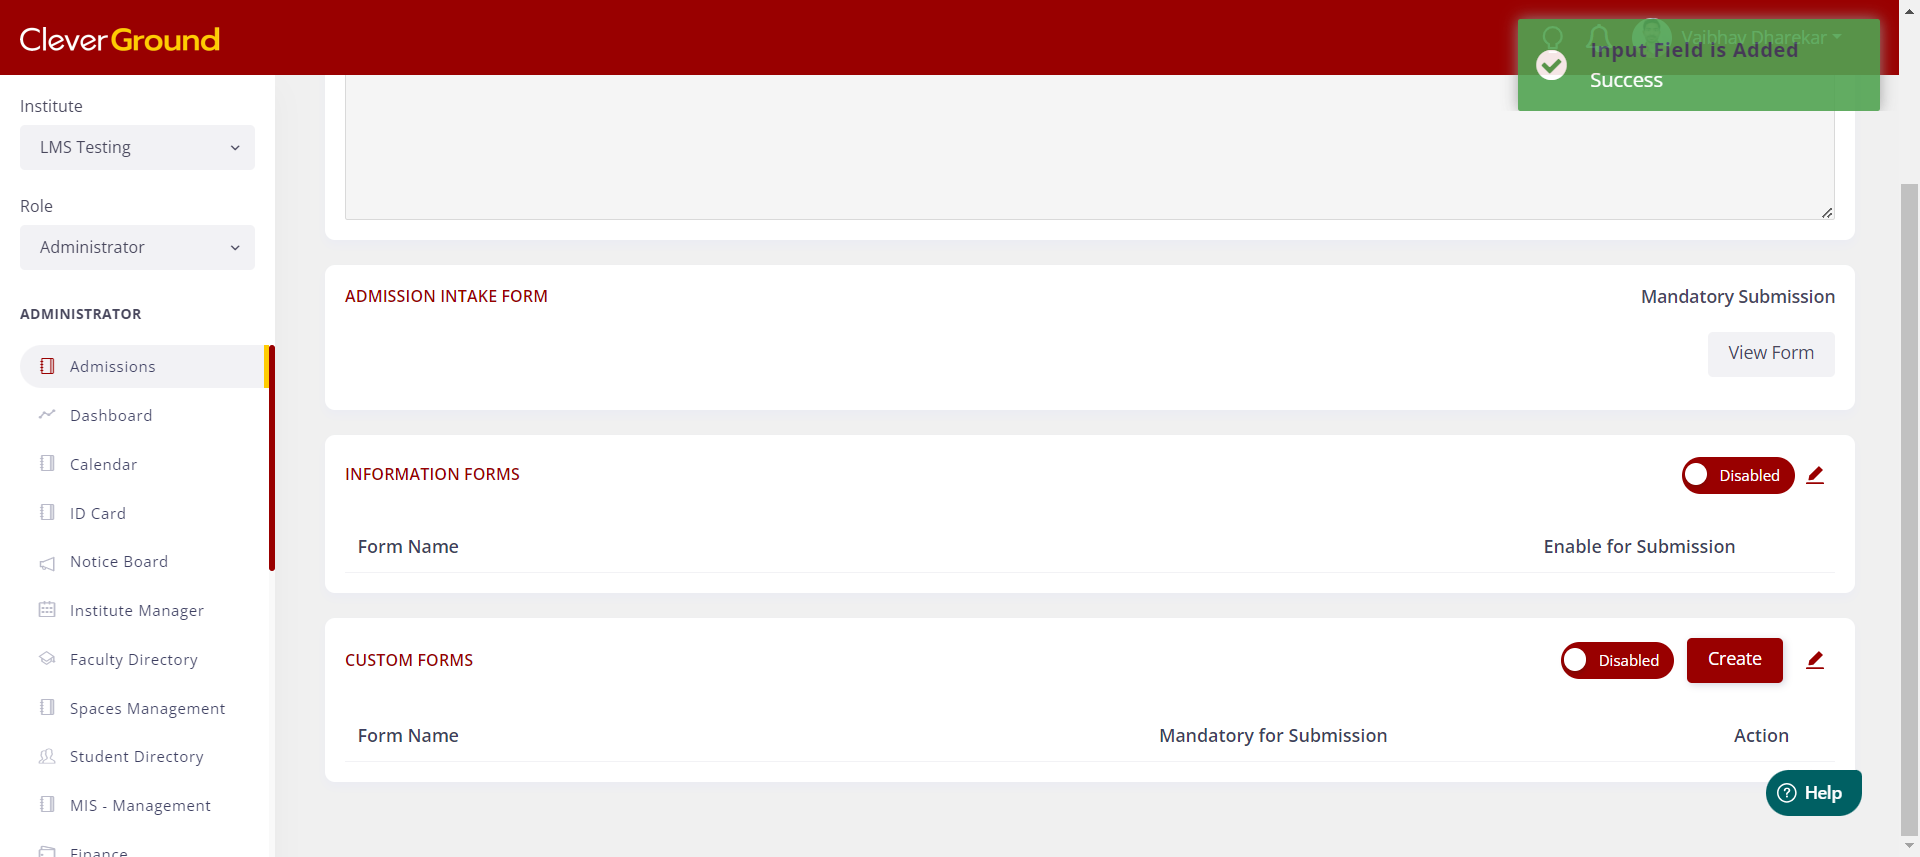 CleverGround
Vaibhav Dharekar
Input Field is Added
Success
Institute
LMS Testing
Role
Administrator
ADMINISTRATOR
Admissions
Dashboard
Calendar
ID Card
Notice Board
Institute Manager
Faculty Directory
Spaces Management
Student Directory
MIS - Management
Finance
ADMISSION INTAKE FORM
Mandatory Submission
View Form
INFORMATION FORMS
Disabled
Form Name
Enable for Submission
CUSTOM FORMS
Disabled
Create
Form Name
Mandatory for Submission
Action
Help